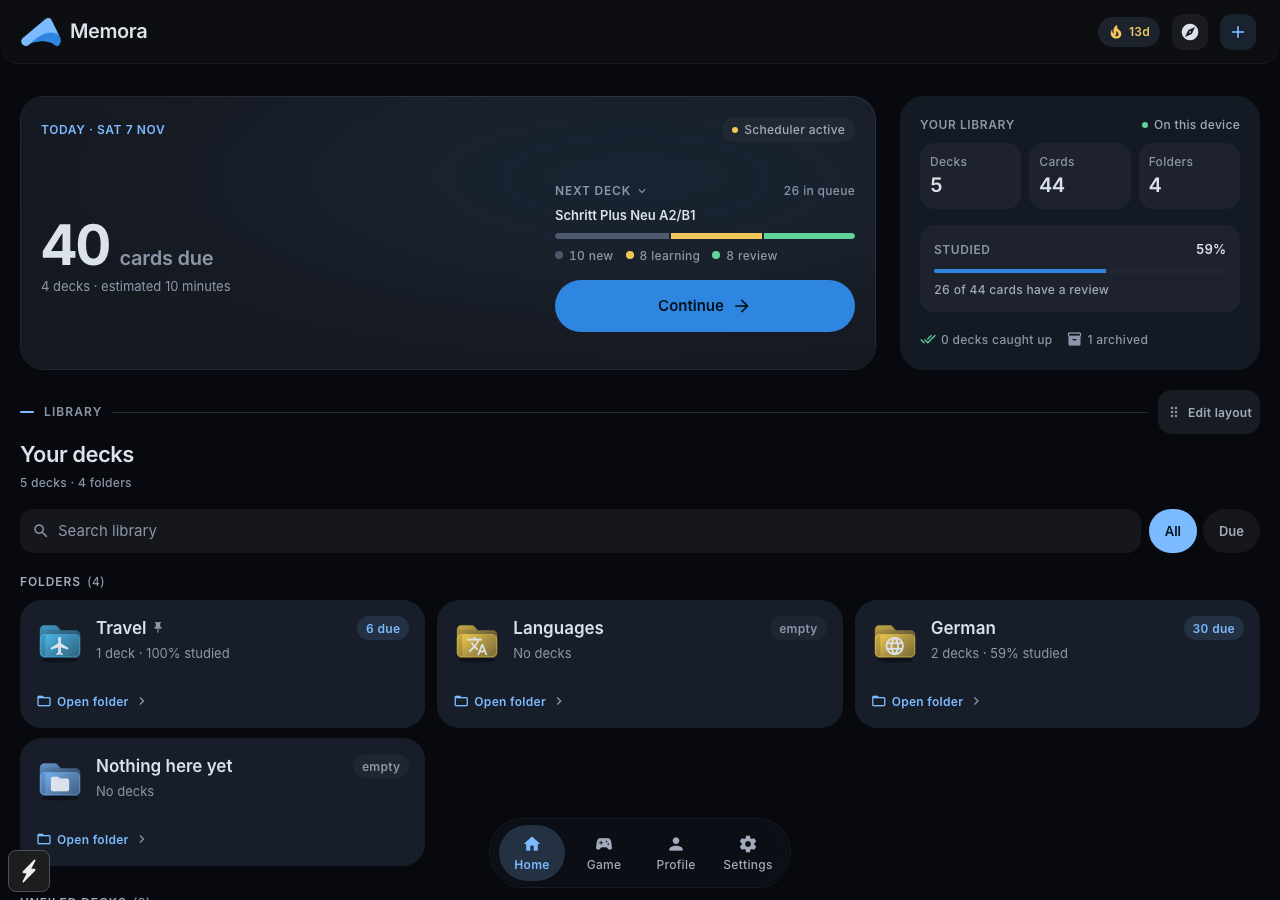 Memora
13d
TODAY · SAT 7 NOV
Scheduler active
40 cards due
4 decks · estimated 10 minutes
NEXT DECK
26 in queue
Schritt Plus Neu A2/B1
10 new
8 learning
8 review
Continue
YOUR LIBRARY
On this device
Decks
5
Cards
44
Folders
4
STUDIED
59%
26 of 44 cards have a review
0 decks caught up
1 archived
LIBRARY
Edit layout
Your decks
5 decks · 4 folders
Search library
All
Due
FOLDERS (4)
Travel
6 due
1 deck · 100% studied
Open folder
Languages
empty
No decks
Open folder
German
30 due
2 decks · 59% studied
Open folder
Nothing here yet
empty
No decks
Open folder
Home
Game
Profile
Settings